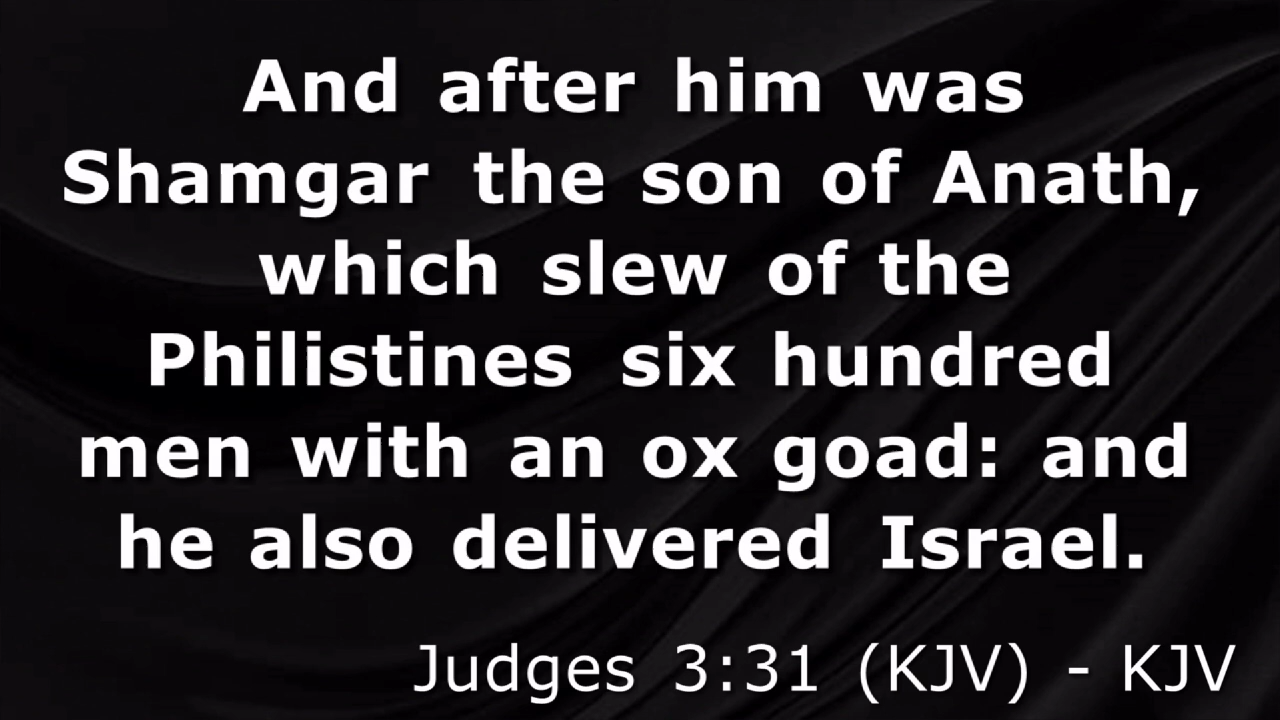 And after him was
Shamgar the son of Anath,
which slew of the
Philistines six hundred
men with an ox goad: and
he also delivered Israel.
Judges 3:31 (KJV) - KJV